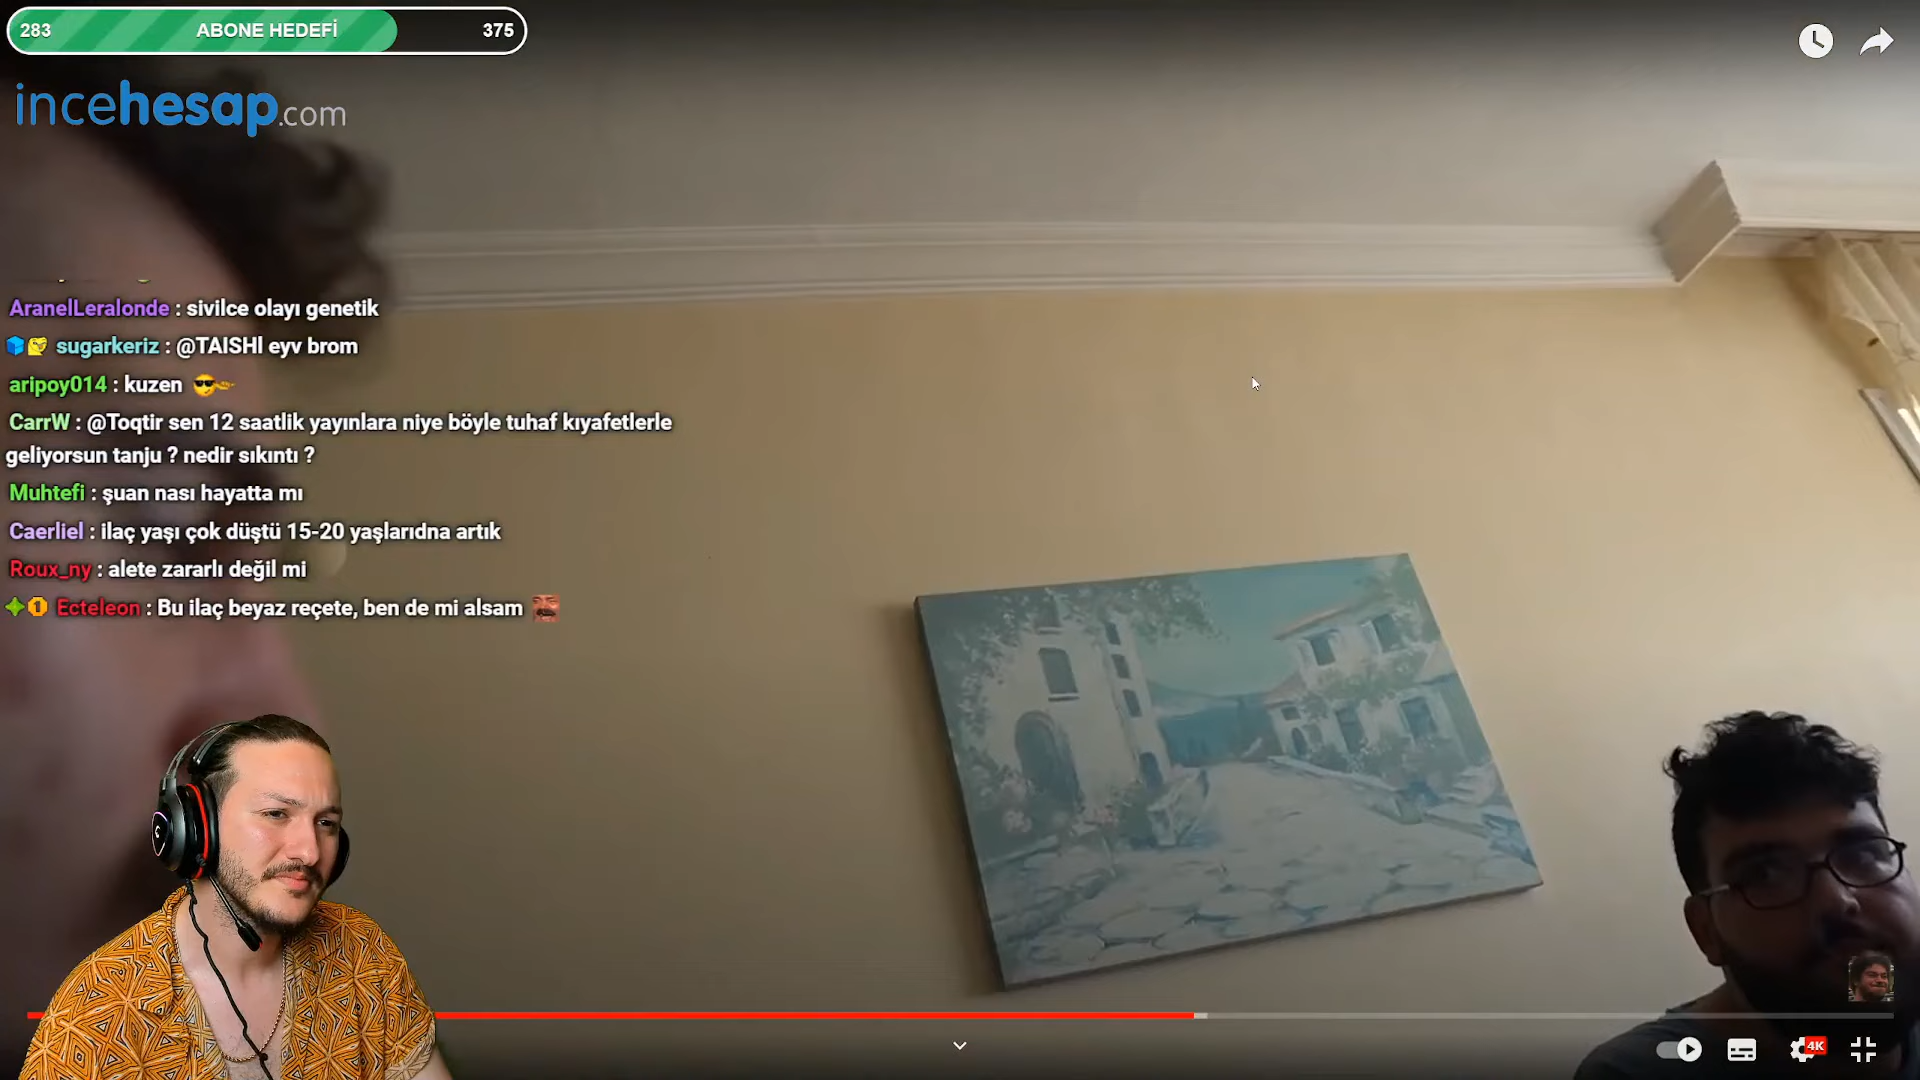 283 ABONE HEDEFİ 375
incehesap.com
AranelLeralonde : sivilce olayı genetik
sugarkeriz : @TAISHl eyv brom
aripoy014 : kuzen
CarrW : @Toqtir sen 12 saatlik yayınlara niye böyle tuhaf kıyafetlerle
geliyorsun tanju ? nedir sıkıntı ?
Muhtefi : şuan nası hayatta mı
Caerliel : ilaç yaşı çok düştü 15-20 yaşlarıdna artık
Roux_ny : alete zararlı değil mi
1 Ecteleon : Bu ilaç beyaz reçete, ben de mi alsam
4K